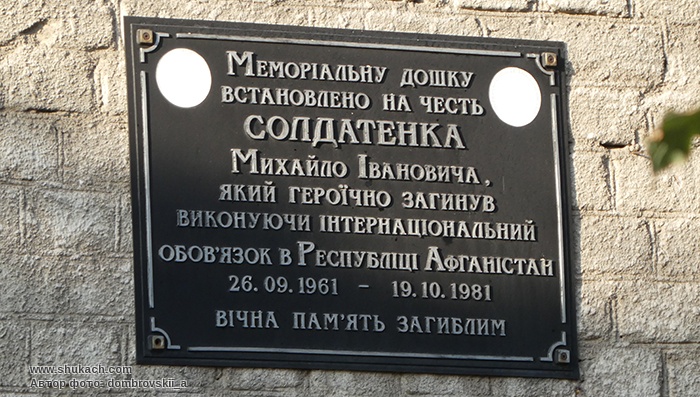 Меморіальну дошку
встановлено на честь
СОЛДАТЕНКА
Михайло Івановича,
який героїчно загинув
виконуючи інтернаціональний
обов'язок в Республіці Афганістан
26.09.1961 - 19.10.1981
вічна пам'ять загиблим
www.shukach.com
Автор фото: dombrovskii_a